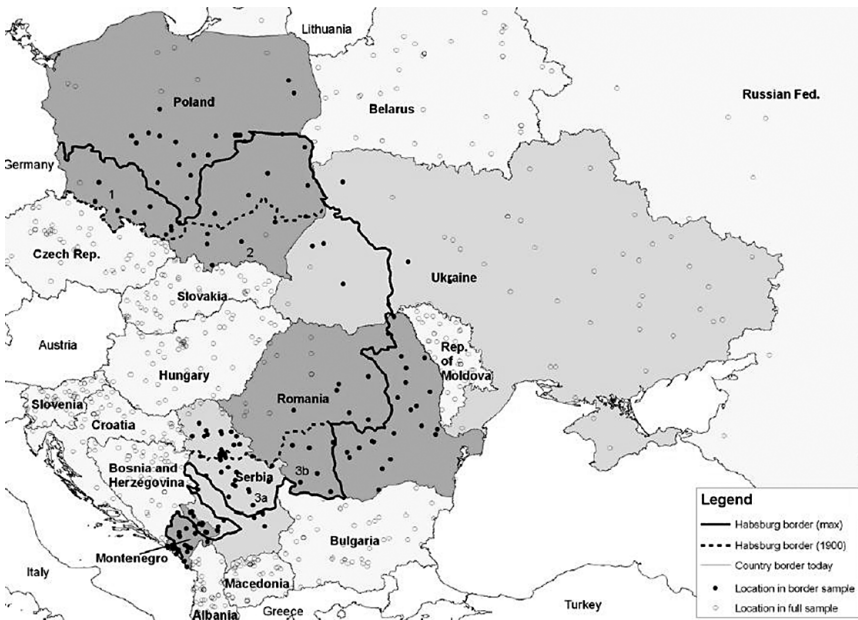 Lithuania
Russian Fed.
Poland
Belarus
Germany
1
2
Czech Rep.
Ukraine
Slovakia
Austria
Rep.
of
Moldova
Hungary
Romania
Slovenia
Croatia
Bosnia and
Herzegovina
Serbia
3b
3a
Legend
Habsburg border (max)
Habsburg border (1900)
Country border today
Location in border sample
Location in full sample
Bulgaria
Montenegro
Italy
Macedonia
Turkey
Albania
Greece